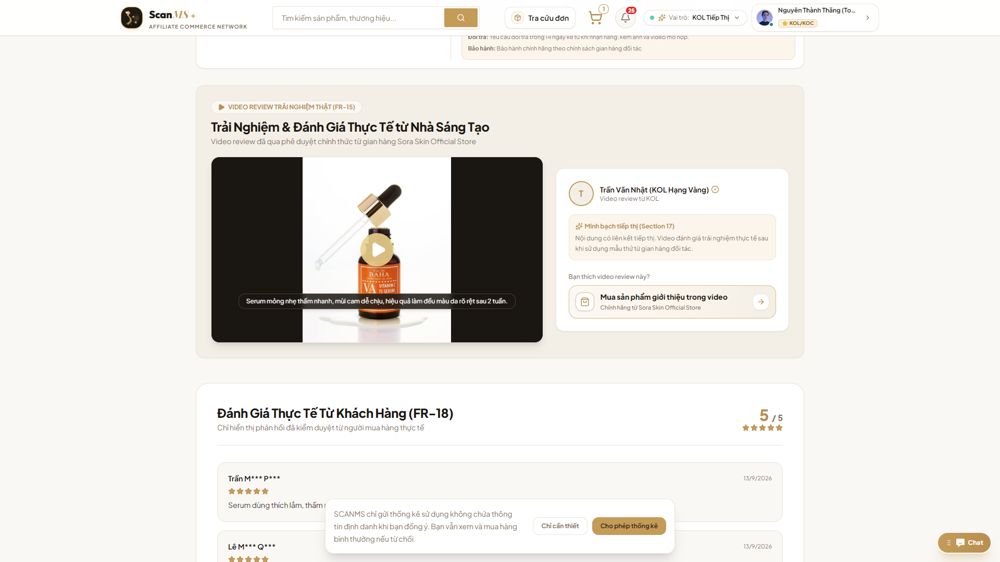 ScanMS
AFFILIATE COMMERCE NETWORK
Tìm kiếm sản phẩm, thương hiệu...
Tra cứu đơn
1
25
Vai trò: KOL Tiếp Thị
Nguyễn Thành Thăng (To...
KOL/KOC
Đổi trả: Yêu cầu đổi trả trong 14 ngày kể từ khi nhận hàng, kèm ảnh và video mở hộp.
Bảo hành: Bảo hành chính hãng theo chính sách gian hàng đối tác
VIDEO REVIEW TRẢI NGHIỆM THẬT (FR-15)
Trải Nghiệm & Đánh Giá Thực Tế từ Nhà Sáng Tạo
Video review đã qua phê duyệt chính thức từ gian hàng Sora Skin Official Store
Cos De
BAHA
VA
VITAMIN C
15 SERUM
Serum mỏng nhẹ thấm nhanh, mùi cam dễ chịu, hiệu quả làm đều màu da rõ rệt sau 2 tuần.
T
Trần Văn Nhật (KOL Hạng Vàng)
Video review từ KOL
Minh bạch tiếp thị (Section 17)
Nội dung có liên kết tiếp thị. Video đánh giá trải nghiệm thực tế sau
khi sử dụng mẫu thử từ gian hàng đối tác.
Bạn thích video review này?
Mua sản phẩm giới thiệu trong video
Chính hãng từ Sora Skin Official Store
Đánh Giá Thực Tế Từ Khách Hàng (FR-18)
Chỉ hiển thị phản hồi đã kiểm duyệt từ người mua hàng thực tế
5 / 5
Trần M*** P***
13/9/2026
Serum dùng thích lắm, thấm
Lê M*** Q***
13/9/2026
SCANMS chỉ gửi thống kê sử dụng không chứa thông
tin định danh khi bạn đồng ý. Bạn vẫn xem và mua hàng
bình thường nếu từ chối.
Chỉ cần thiết
Cho phép thống kê
Chat